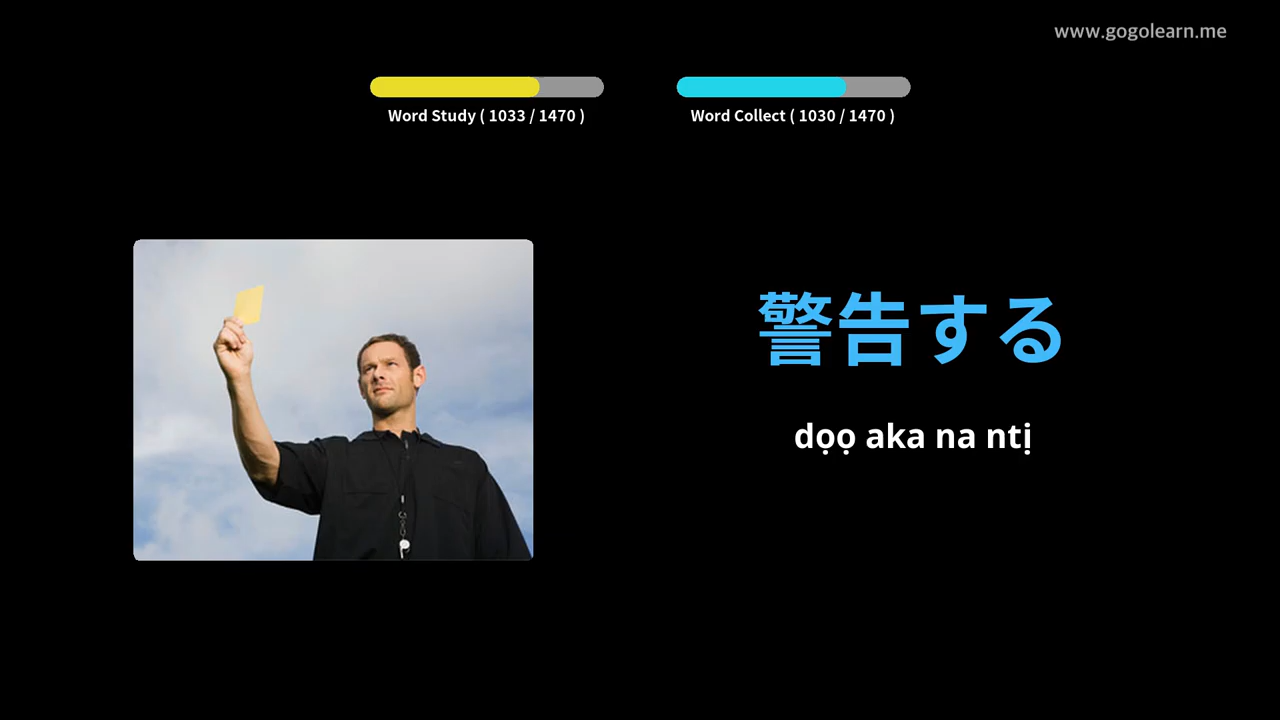 www.gogolearn.me
Word Study ( 1033 / 1470 )
Word Collect ( 1030 / 1470 )
警告する
dọọ aka na ntị